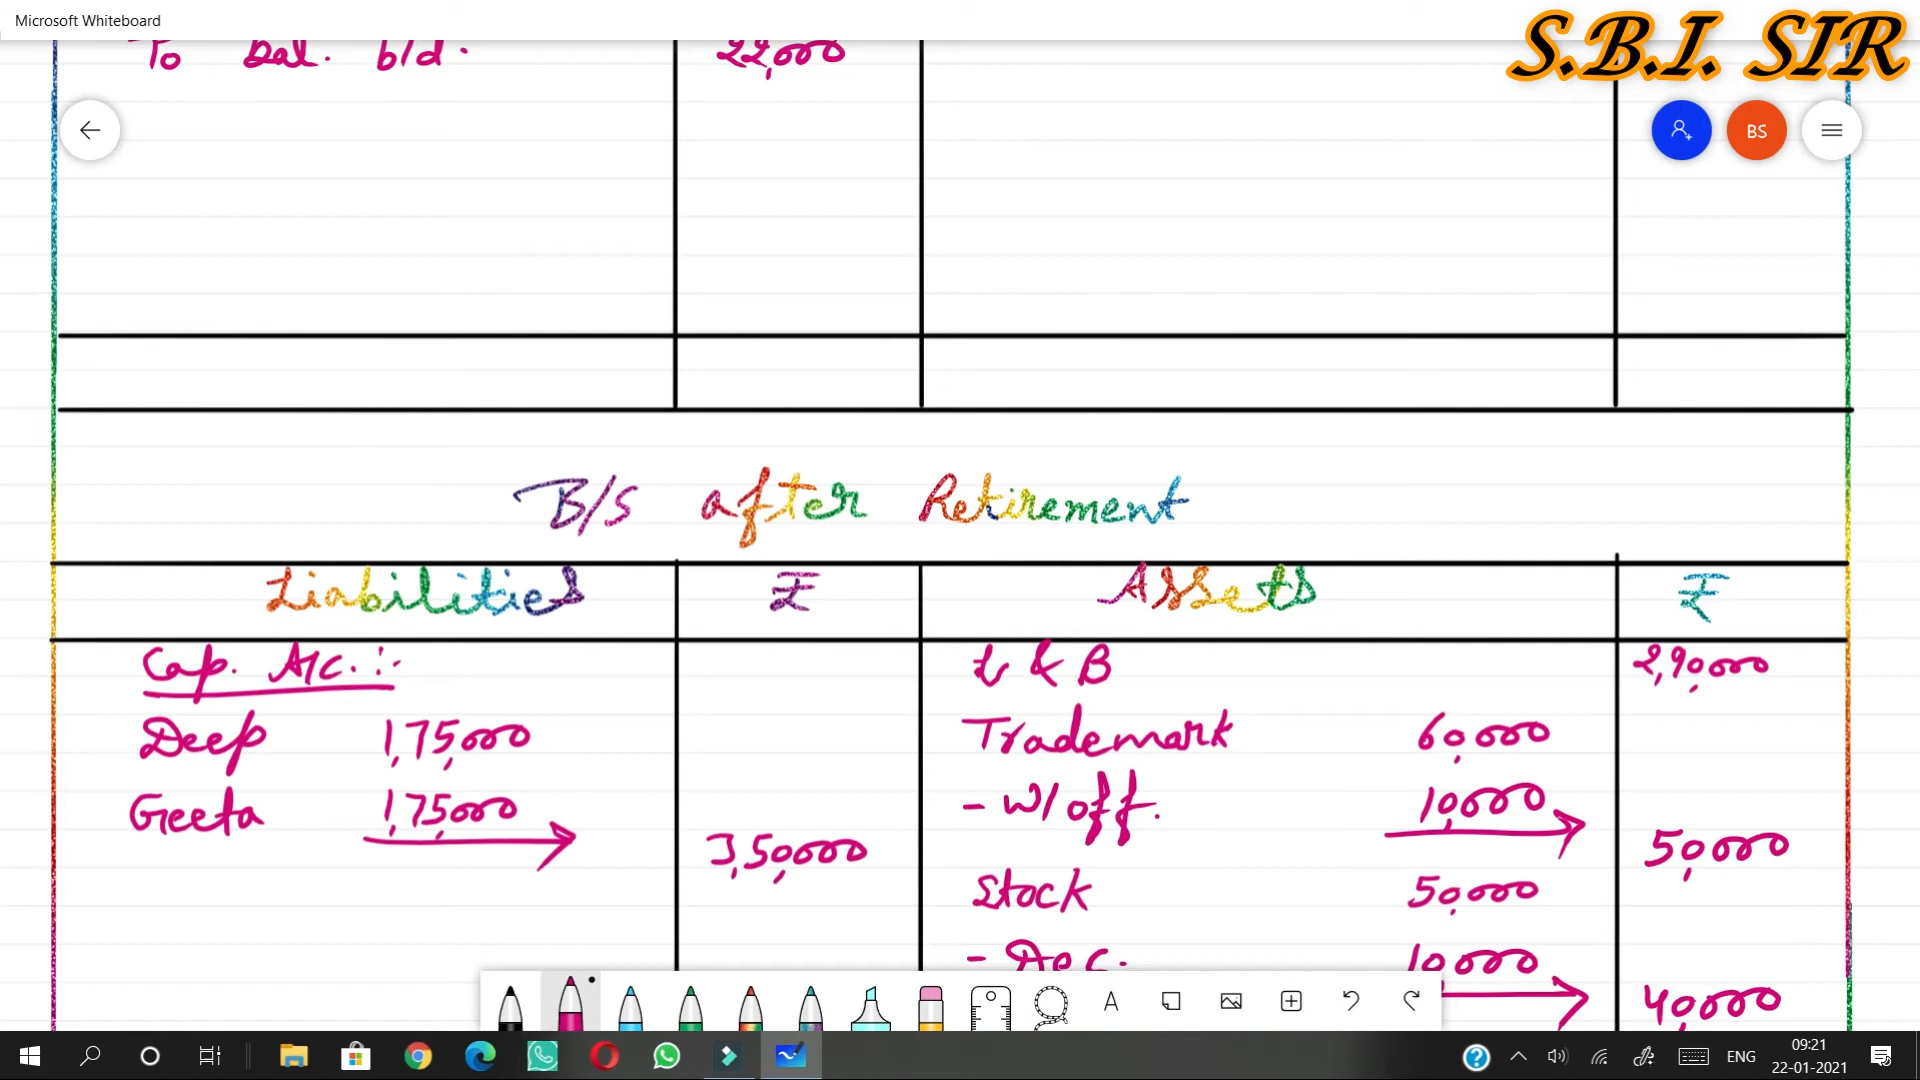 Microsoft Whiteboard
S.B.I. SIR
To Bal. b/d. 22,000
BS
B/S after Retirement
Liabilities ₹ Assets ₹
Cap. A/c. :- L & B 2,90,000
Deep 1,75,000 Trademark 60,000
Geeta 1,75,000 - W/off. 10,000
3,50,000 50,000
Stock 50,000
- Dec. 10,000
40,000
A
ENG
09:21
22-01-2021